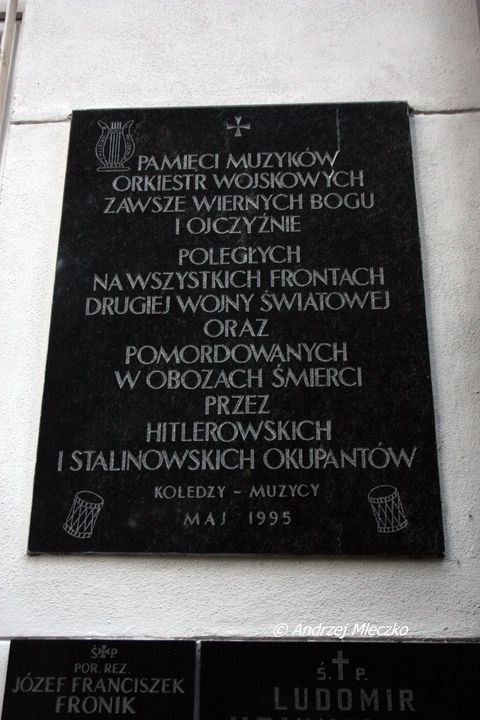 PAMIĘCI MUZYKÓW
ORKIESTR WOJSKOWYCH
ZAWSZE WIERNYCH BOGU
I OJCZYŹNIE
POLEGŁYCH
NA WSZYSTKICH FRONTACH
DRUGIEJ WOJNY ŚWIATOWEJ
ORAZ
POMORDOWANYCH
W OBOZACH ŚMIERCI
PRZEZ
HITLEROWSKICH
I STALINOWSKICH OKUPANTÓW
KOLEDZY – MUZYCY
MAJ 1995
© Andrzej Mleczko
Ś P
POR. REZ.
JÓZEF FRANCISZEK
FRONIK
Ś. P.
LUDOMIR